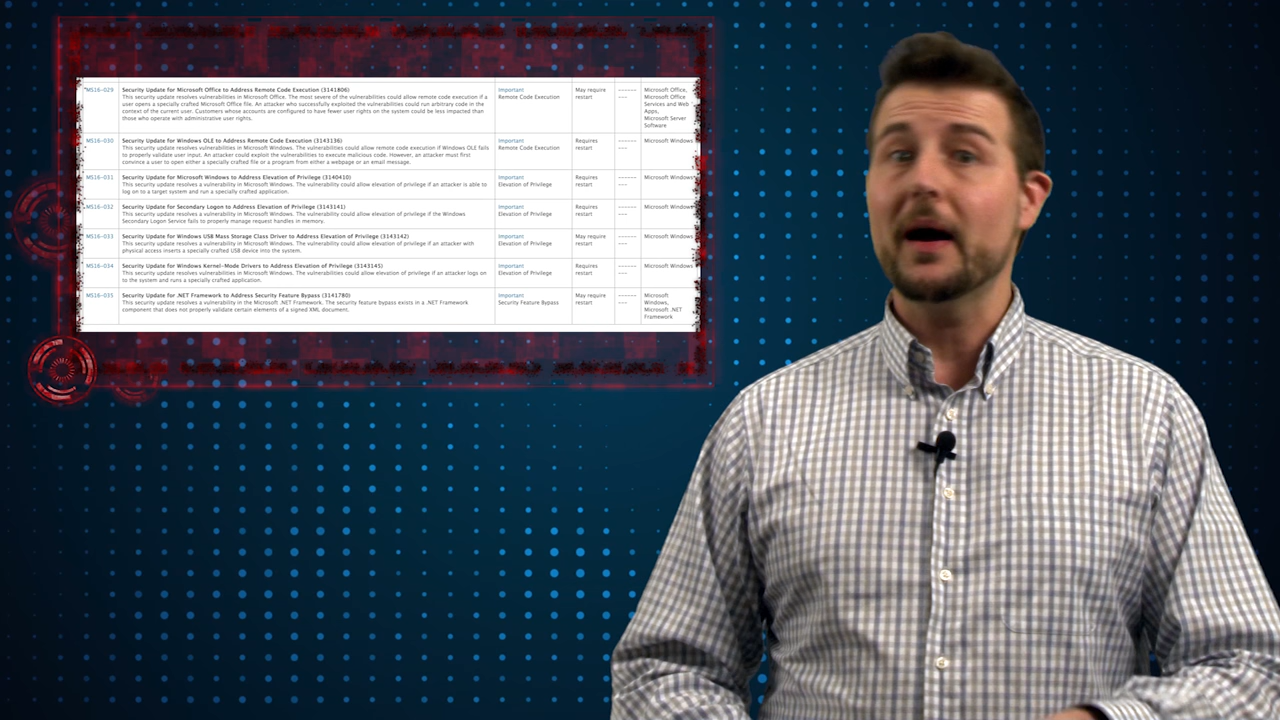 MS16-029
Security Update for Microsoft Office to Address Remote Code Execution (3141806)
This security update resolves vulnerabilities in Microsoft Office. The most severe of the vulnerabilities could allow remote code execution if a
user opens a specially crafted Microsoft Office file. An attacker who successfully exploited the vulnerabilities could run arbitrary code in the
context of the current user. Customers whose accounts are configured to have fewer user rights on the system could be less impacted than
those who operate with administrative user rights.
Important
Remote Code Execution
May require
restart
------
---
Microsoft Office,
Microsoft Office
Services and Web
Apps,
Microsoft Server
Software
MS16-030
Security Update for Windows OLE to Address Remote Code Execution (3143136)
This security update resolves vulnerabilities in Microsoft Windows. The vulnerabilities could allow remote code execution if Windows OLE fails
to properly validate user input. An attacker could exploit the vulnerabilities to execute malicious code. However, an attacker must first
convince a user to open either a specially crafted file or a program from either a webpage or an email message.
Important
Remote Code Execution
Requires
restart
------
---
Microsoft Windows
MS16-031
Security Update for Microsoft Windows to Address Elevation of Privilege (3140410)
This security update resolves a vulnerability in Microsoft Windows. The vulnerability could allow elevation of privilege if an attacker is able to
log on to a target system and run a specially crafted application.
Important
Elevation of Privilege
Requires
restart
------
---
Microsoft Windows
MS16-032
Security Update for Secondary Logon to Address Elevation of Privilege (3143141)
This security update resolves a vulnerability in Microsoft Windows. The vulnerability could allow elevation of privilege if the Windows
Secondary Logon Service fails to properly manage request handles in memory.
Important
Elevation of Privilege
Requires
restart
------
---
Microsoft Windows
MS16-033
Security Update for Windows USB Mass Storage Class Driver to Address Elevation of Privilege (3143142)
This security update resolves a vulnerability in Microsoft Windows. The vulnerability could allow elevation of privilege if an attacker with
physical access inserts a specially crafted USB device into the system.
Important
Elevation of Privilege
May require
restart
------
---
Microsoft Windows
MS16-034
Security Update for Windows Kernel-Mode Drivers to Address Elevation of Privilege (3143145)
This security update resolves vulnerabilities in Microsoft Windows. The vulnerabilities could allow elevation of privilege if an attacker logs on
to the system and runs a specially crafted application.
Important
Elevation of Privilege
Requires
restart
------
---
Microsoft Windows
MS16-035
Security Update for .NET Framework to Address Security Feature Bypass (3141780)
This security update resolves a vulnerability in the Microsoft .NET Framework. The security feature bypass exists in a .NET Framework
component that does not properly validate certain elements of a signed XML document.
Important
Security Feature Bypass
May require
restart
------
---
Microsoft
Windows,
Microsoft .NET
Framework